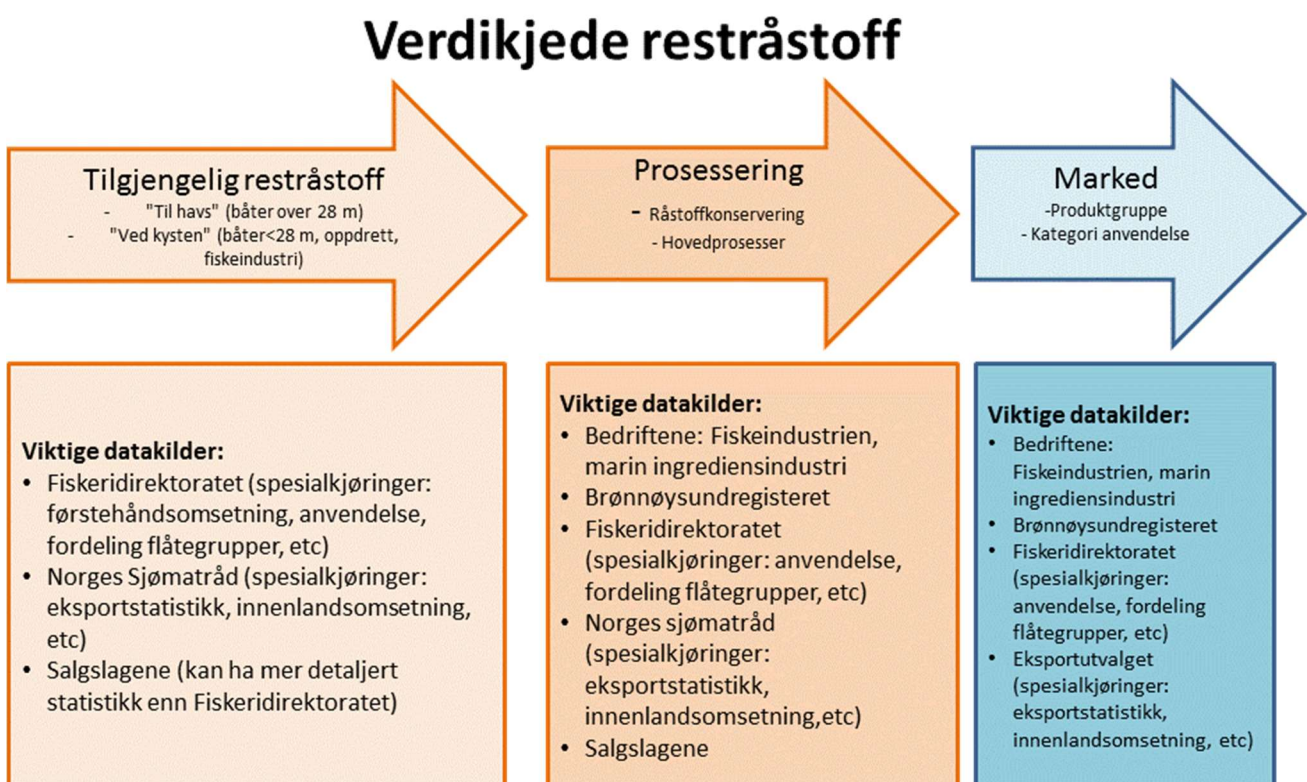 Verdikjede restråstoff
Tilgjengelig restråstoff
- "Til havs" (båter over 28 m)
- "Ved kysten" (båter<28 m, oppdrett,
fiskeindustri)
Prosessering
- Råstoffkonservering
- Hovedprosesser
Marked
-Produktgruppe
- Kategori anvendelse
Viktige datakilder:
• Fiskeridirektoratet (spesialkjøringer:
førstehåndsomsetning, anvendelse,
fordeling flåtegrupper, etc)
• Norges Sjømatråd (spesialkjøringer:
eksportstatistikk, innenlandsomsetning,
etc)
• Salgslagene (kan ha mer detaljert
statistikk enn Fiskeridirektoratet)
Viktige datakilder:
• Bedriftene: Fiskeindustrien,
marin ingrediensindustri
• Brønnøysundregisteret
• Fiskeridirektoratet
(spesialkjøringer: anvendelse,
fordeling flåtegrupper, etc)
• Norges sjømatråd
(spesialkjøringer:
eksportstatistikk,
innenlandsomsetning,etc)
• Salgslagene
Viktige datakilder:
• Bedriftene:
Fiskeindustrien, marin
ingrediensindustri
• Brønnøysundregisteret
• Fiskeridirektoratet
(spesialkjøringer:
anvendelse, fordeling
flåtegrupper, etc)
• Eksportutvalget
(spesialkjøringer:
eksportstatistikk,
innenlandsomsetning, etc)